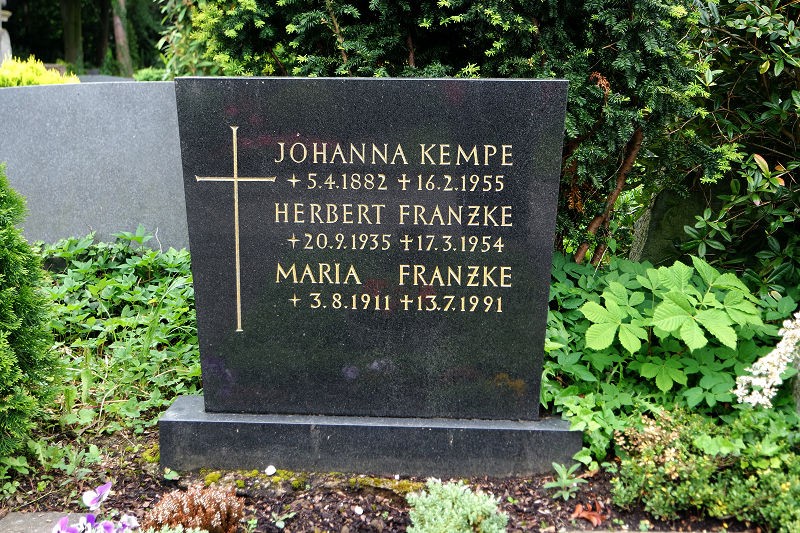 JOHANNA KEMPE
+5.4.1882 †16.2.1955
HERBERT FRANZKE
+20.9.1935 †17.3.1954
MARIA FRANZKE
+3.8.1911 †13.7.1991